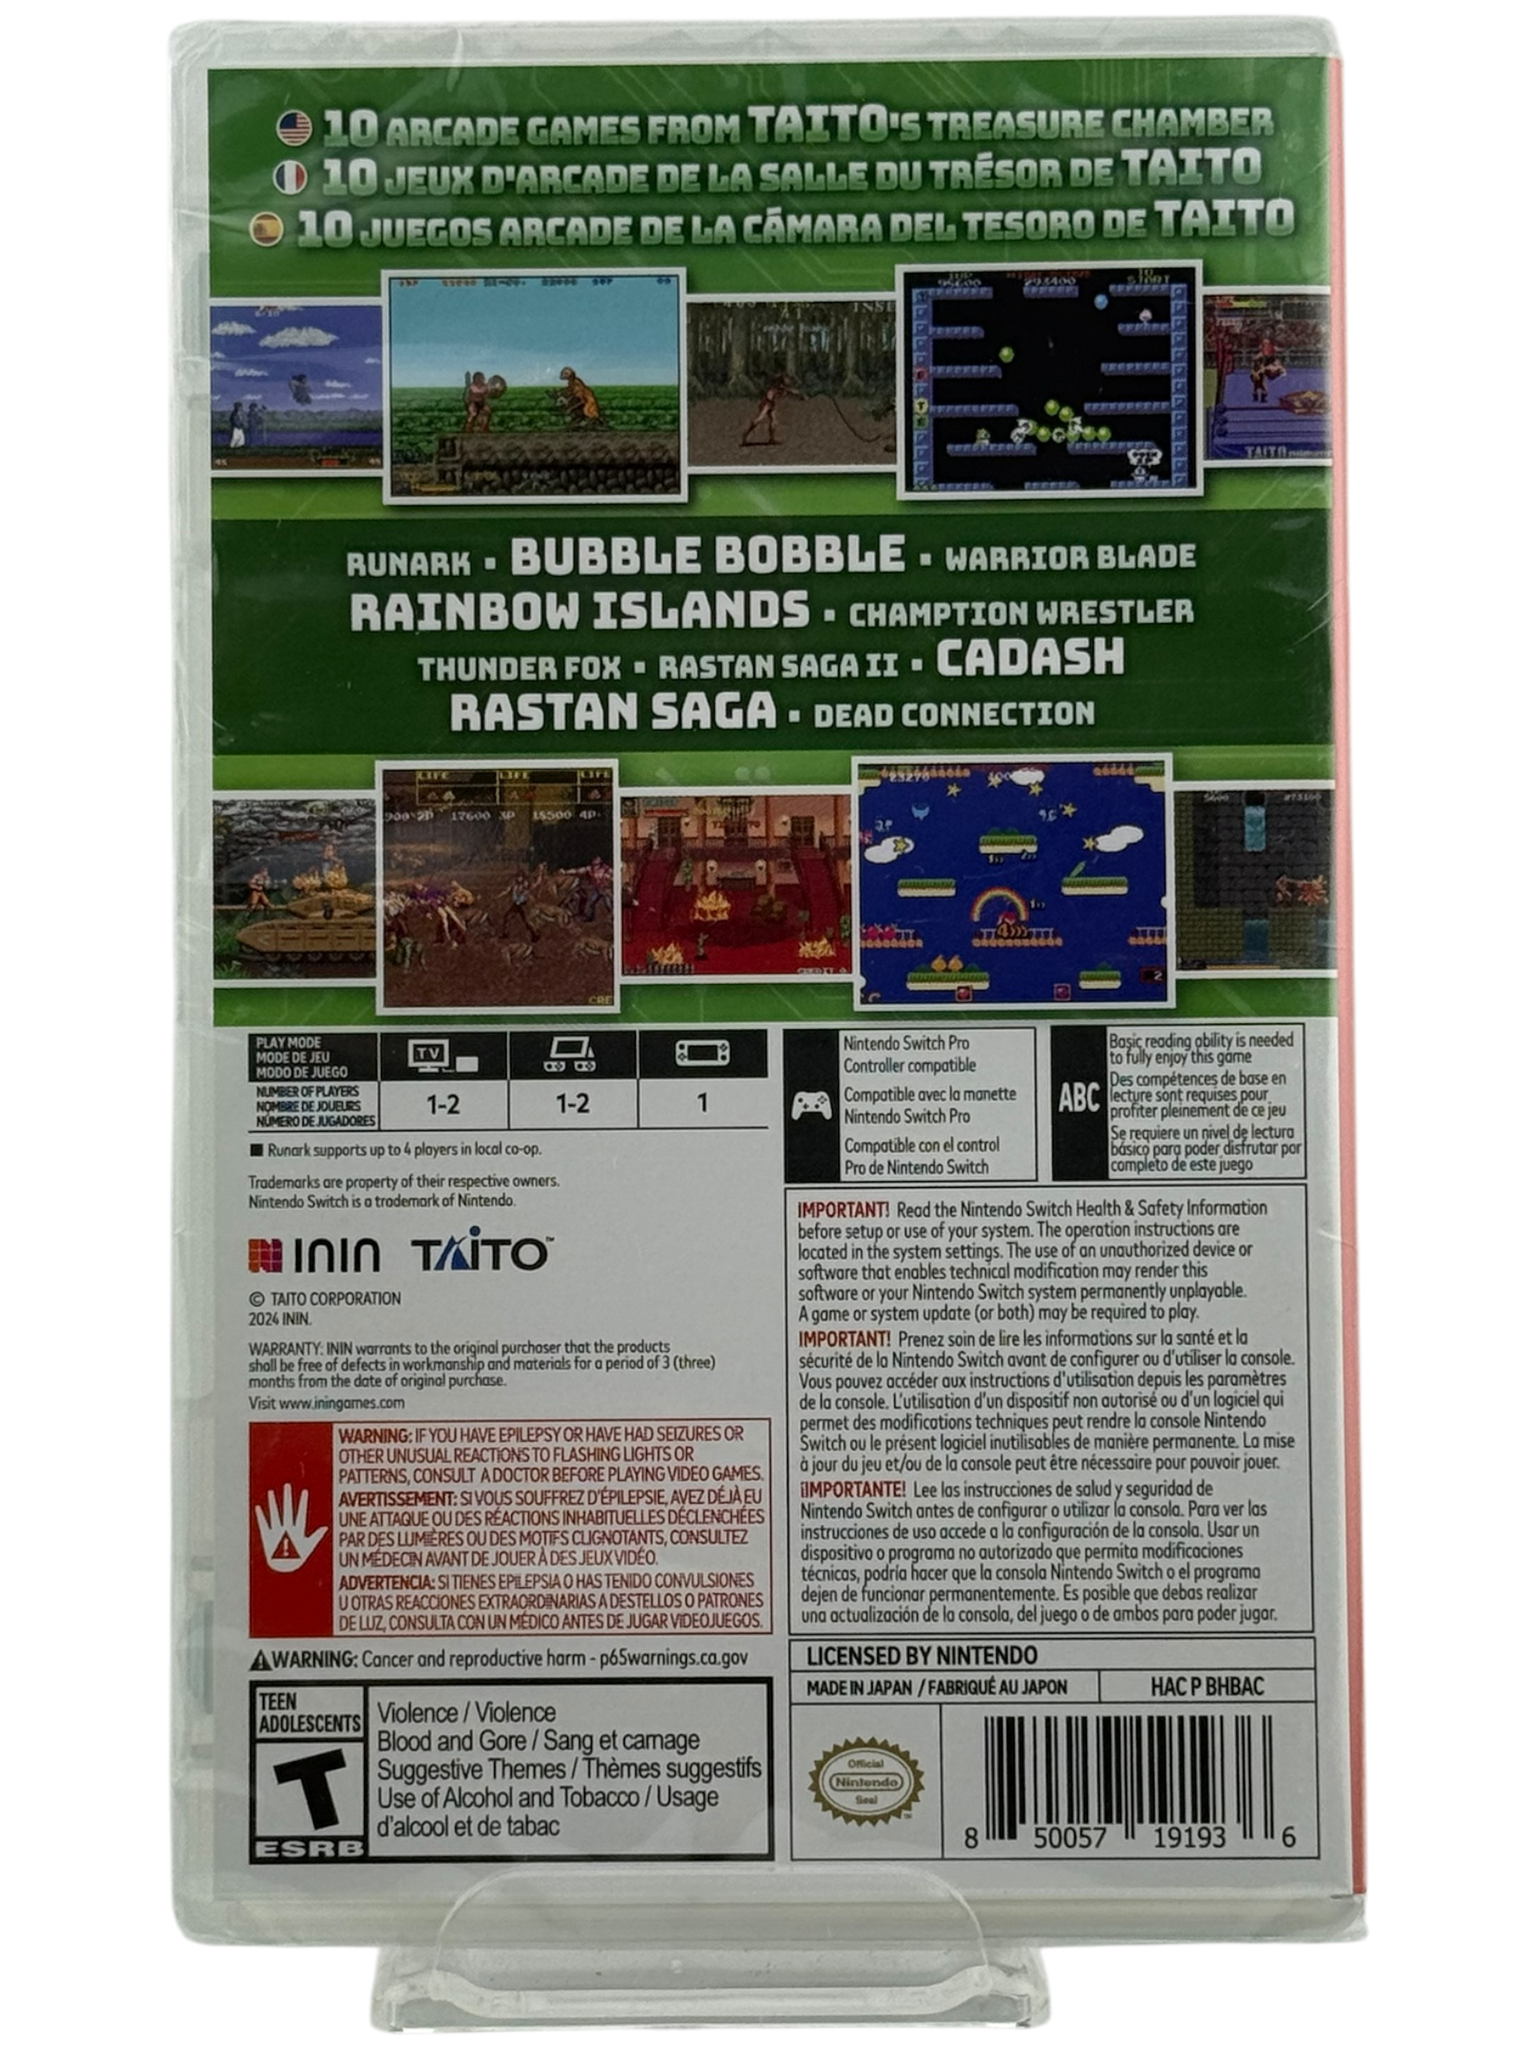 10 ARCADE GAMES FROM TAITO'S TREASURE CHAMBER
10 JEUX D'ARCADE DE LA SALLE DU TRÉSOR DE TAITO
10 JUEGOS ARCADE DE LA CÁMARA DEL TESORO DE TAITO
TAITO
RUNARK ▪ BUBBLE BOBBLE ▪ WARRIOR BLADE
RAINBOW ISLANDS ▪ CHAMPTION WRESTLER
THUNDER FOX ▪ RASTAN SAGA II ▪ CADASH
RASTAN SAGA ▪ DEAD CONNECTION
LIFE LIFE LIFE
900 2P 17600 3P 15500 4P
CRE
PLAY MODE
MODE DE JEU
MODO DE JUEGO
TV
NUMBER OF PLAYERS
NOMBRE DE JOUEURS
NÚMERO DE JUGADORES
1-2
1-2
1
■ Runark supports up to 4 players in local co-op.
Trademarks are property of their respective owners.
Nintendo Switch is a trademark of Nintendo.
ININ TAITO™
© TAITO CORPORATION
2024 ININ.
WARRANTY: ININ warrants to the original purchaser that the products
shall be free of defects in workmanship and materials for a period of 3 (three)
months from the date of original purchase.
Visit www.iningames.com
WARNING: IF YOU HAVE EPILEPSY OR HAVE HAD SEIZURES OR
OTHER UNUSUAL REACTIONS TO FLASHING LIGHTS OR
PATTERNS, CONSULT A DOCTOR BEFORE PLAYING VIDEO GAMES.
AVERTISSEMENT: SI VOUS SOUFFREZ D'ÉPILEPSIE, AVEZ DÉJÀ EU
UNE ATTAQUE OU DES RÉACTIONS INHABITUELLES DÉCLENCHÉES
PAR DES LUMIÈRES OU DES MOTIFS CLIGNOTANTS, CONSULTEZ
UN MÉDECIN AVANT DE JOUER À DES JEUX VIDÉO.
ADVERTENCIA: SI TIENES EPILEPSIA O HAS TENIDO CONVULSIONES
U OTRAS REACCIONES EXTRAORDINARIAS A DESTELLOS O PATRONES
DE LUZ, CONSULTA CON UN MÉDICO ANTES DE JUGAR VIDEOJUEGOS.
WARNING: Cancer and reproductive harm - p65warnings.ca.gov
TEEN
ADOLESCENTS
T
ESRB
Violence / Violence
Blood and Gore / Sang et carnage
Suggestive Themes / Thèmes suggestifs
Use of Alcohol and Tobacco / Usage
d'alcool et de tabac
Nintendo Switch Pro
Controller compatible
Compatible avec la manette
Nintendo Switch Pro
Compatible con el control
Pro de Nintendo Switch
ABC
Basic reading ability is needed
to fully enjoy this game
Des compétences de base en
lecture sont requises pour
profiter pleinement de ce jeu
Se requiere un nivel de lectura
básico para poder disfrutar por
completo de este juego
IMPORTANT! Read the Nintendo Switch Health & Safety Information
before setup or use of your system. The operation instructions are
located in the system settings. The use of an unauthorized device or
software that enables technical modification may render this
software or your Nintendo Switch system permanently unplayable.
A game or system update (or both) may be required to play.
IMPORTANT! Prenez soin de lire les informations sur la santé et la
sécurité de la Nintendo Switch avant de configurer ou d'utiliser la console.
Vous pouvez accéder aux instructions d'utilisation depuis les paramètres
de la console. L'utilisation d'un dispositif non autorisé ou d'un logiciel qui
permet des modifications techniques peut rendre la console Nintendo
Switch ou le présent logiciel inutilisables de manière permanente. La mise
à jour du jeu et/ou de la console peut être nécessaire pour pouvoir jouer.
¡IMPORTANTE! Lee las instrucciones de salud y seguridad de
Nintendo Switch antes de configurar o utilizar la consola. Para ver las
instrucciones de uso accede a la configuración de la consola. Usar un
dispositivo o programa no autorizado que permita modificaciones
técnicas, podría hacer que la consola Nintendo Switch o el programa
dejen de funcionar permanentemente. Es posible que debas realizar
una actualización de la consola, del juego o de ambos para poder jugar.
LICENSED BY NINTENDO
MADE IN JAPAN / FABRIQUÉ AU JAPON
HAC P BHBAC
Official
Nintendo
Seal
8 50057 19193 6